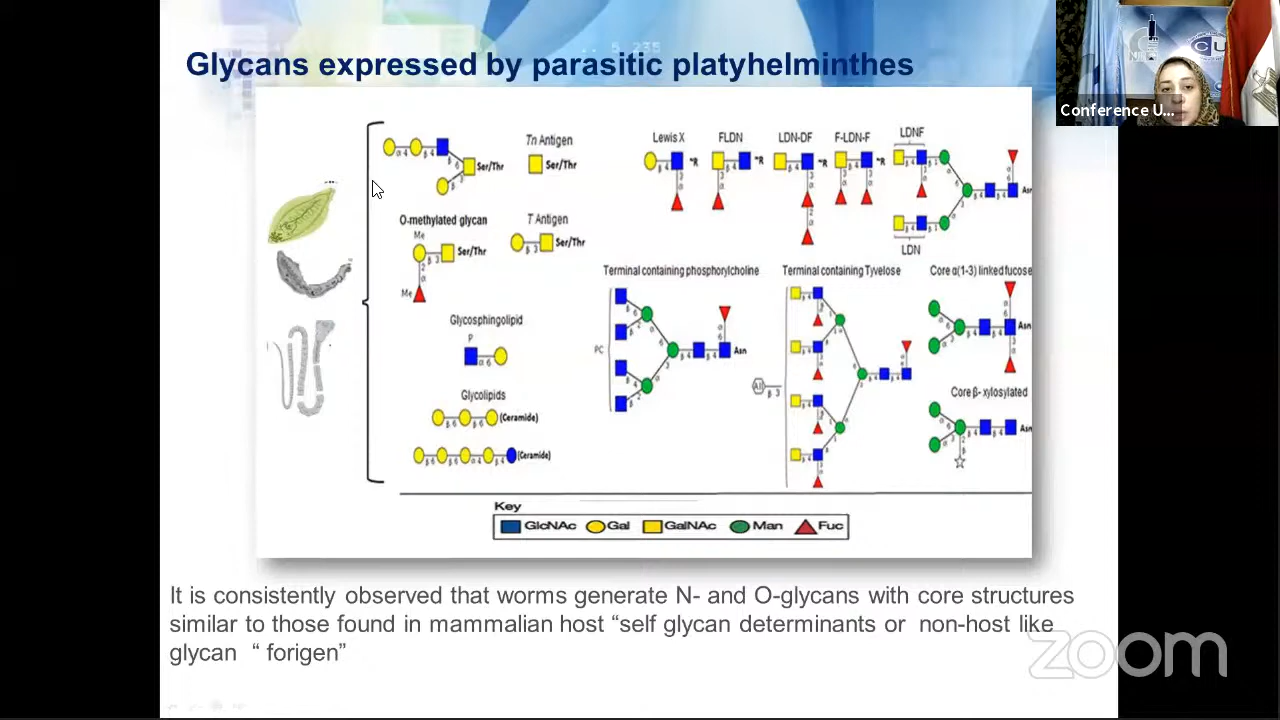 Glycans expressed by parasitic platyhelminthes
Conference U...
Tn Antigen
Ser/Thr
Ser/Thr
O-methylated glycan
T Antigen
Me
Ser/Thr
Ser/Thr
Me
Glycosphingolipid
P
Glycolipids
(Ceramide)
(Ceramide)
Lewis X
FLDN
LDN-DF
F-LDN-F
LDNF
LDN
Terminal containing phosphorylcholine
PC
Asn
Terminal containing Tyvelose
Core α(1-3) linked fucose
Asn
Core β- xylosylated
Key
GlcNAc Gal GalNAc Man Fuc
It is consistently observed that worms generate N- and O-glycans with core structures
similar to those found in mammalian host “self glycan determinants or non-host like
glycan “ forigen”
zoom